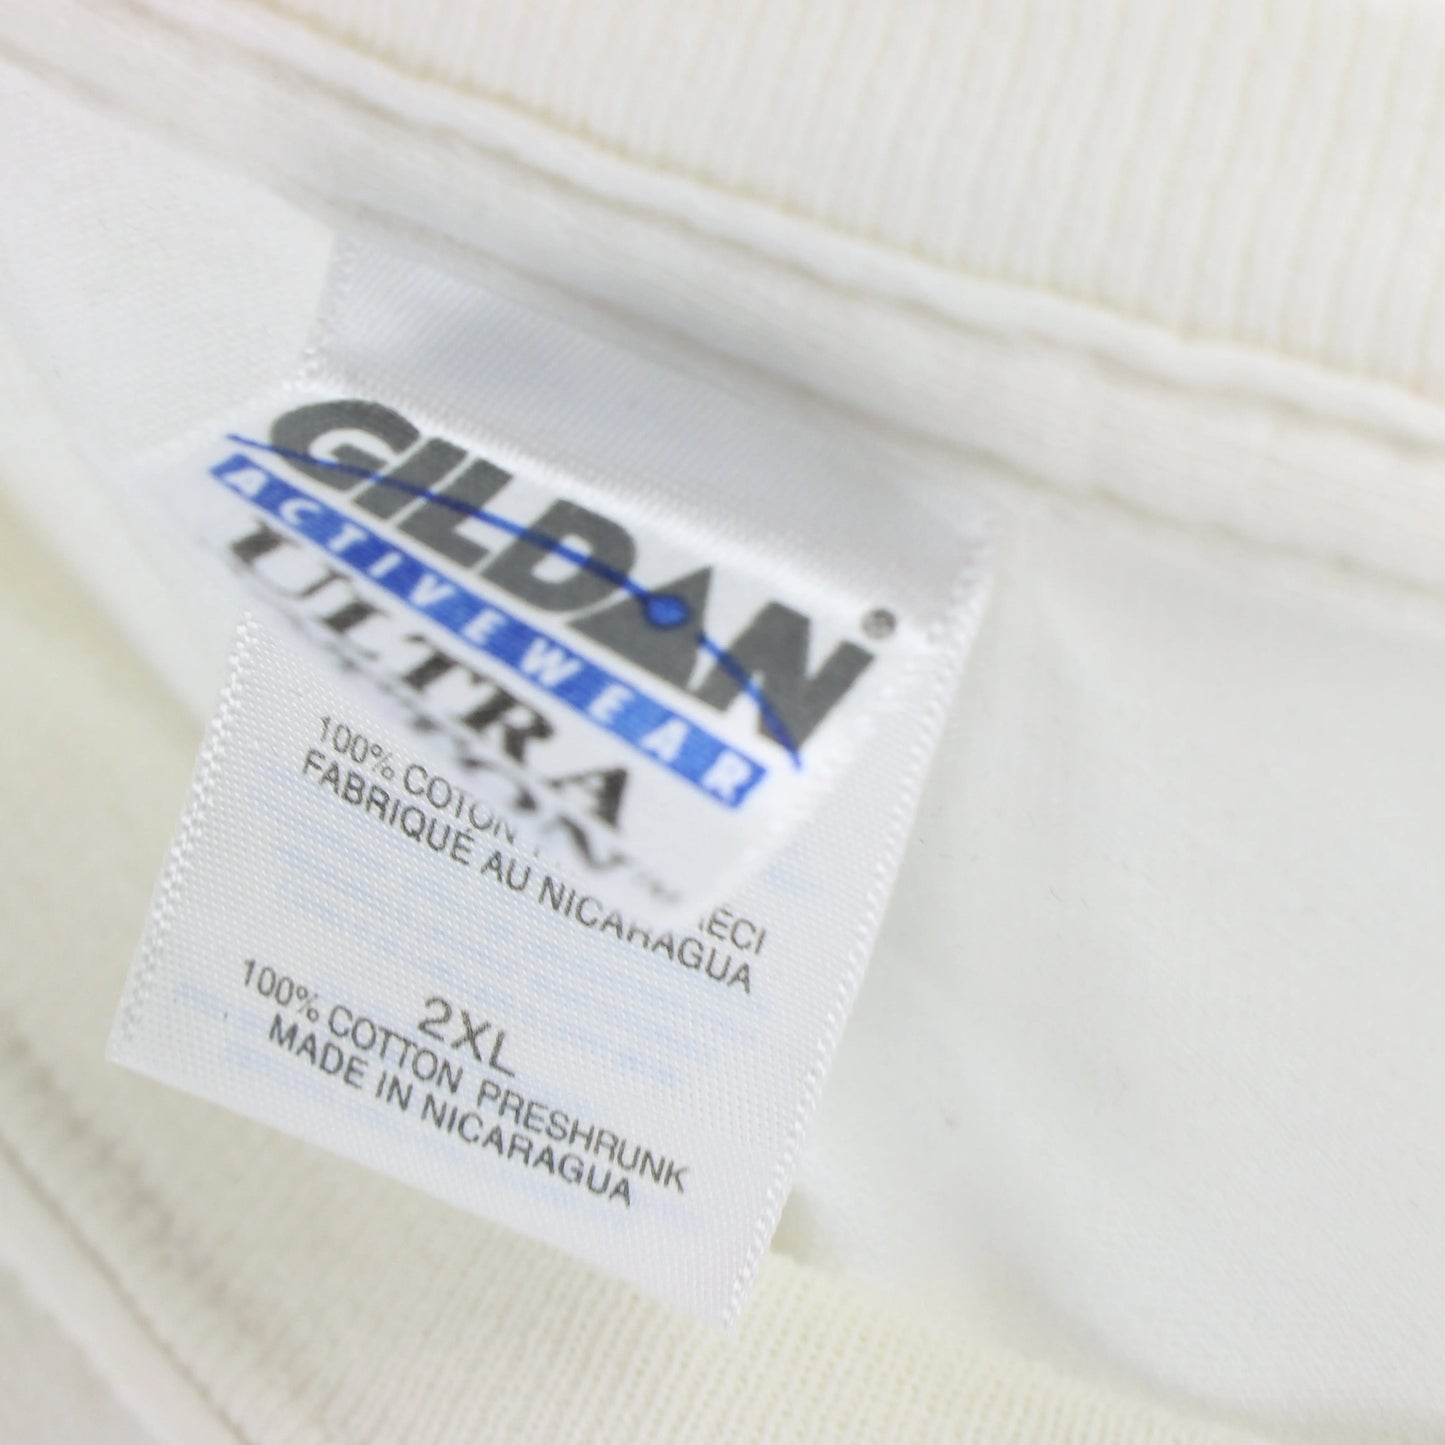 GILDAN®
ACTIVEWEAR
ULTRA
100% COTON
FABRIQUÉ AU NICARAGUA
2XL
100% COTTON PRESHRUNK
MADE IN NICARAGUA